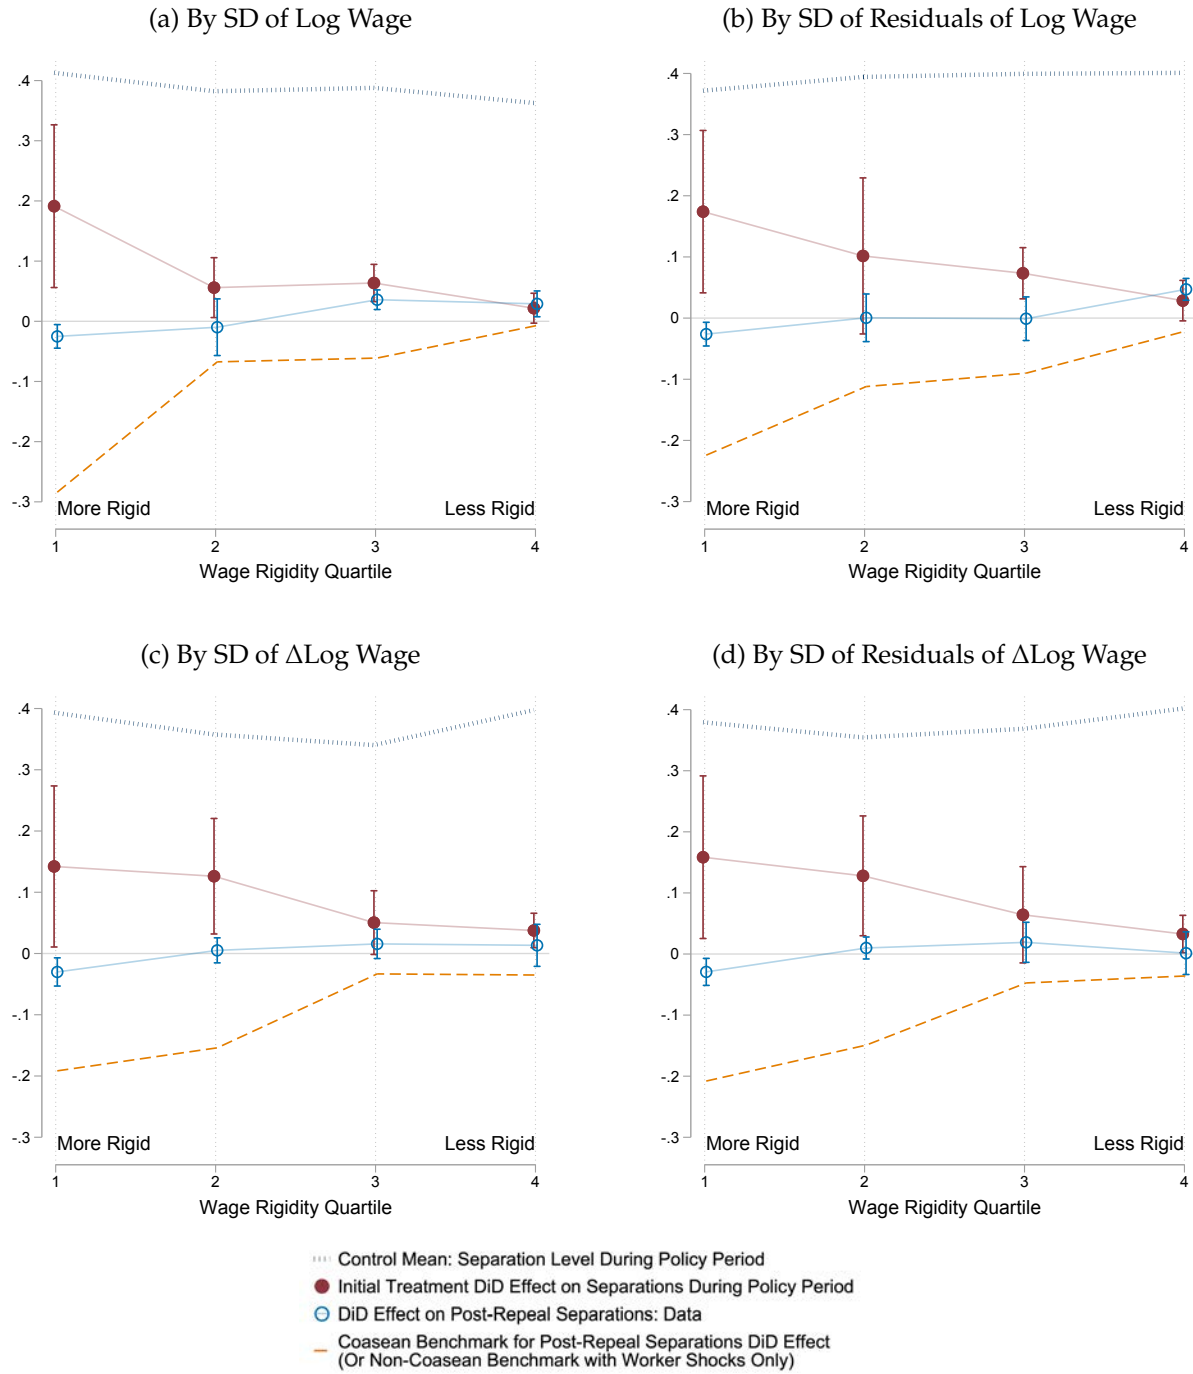 (a) By SD of Log Wage
.4
.3
.2
.1
0
-.1
-.2
-.3
More Rigid
Less Rigid
1 2 3 4
Wage Rigidity Quartile
(b) By SD of Residuals of Log Wage
.4
.3
.2
.1
0
-.1
-.2
-.3
More Rigid
Less Rigid
1 2 3 4
Wage Rigidity Quartile
(c) By SD of ΔLog Wage
.4
.3
.2
.1
0
-.1
-.2
-.3
More Rigid
Less Rigid
1 2 3 4
Wage Rigidity Quartile
(d) By SD of Residuals of ΔLog Wage
.4
.3
.2
.1
0
-.1
-.2
-.3
More Rigid
Less Rigid
1 2 3 4
Wage Rigidity Quartile
Control Mean: Separation Level During Policy Period
Initial Treatment DiD Effect on Separations During Policy Period
DiD Effect on Post-Repeal Separations: Data
Coasean Benchmark for Post-Repeal Separations DiD Effect
(Or Non-Coasean Benchmark with Worker Shocks Only)